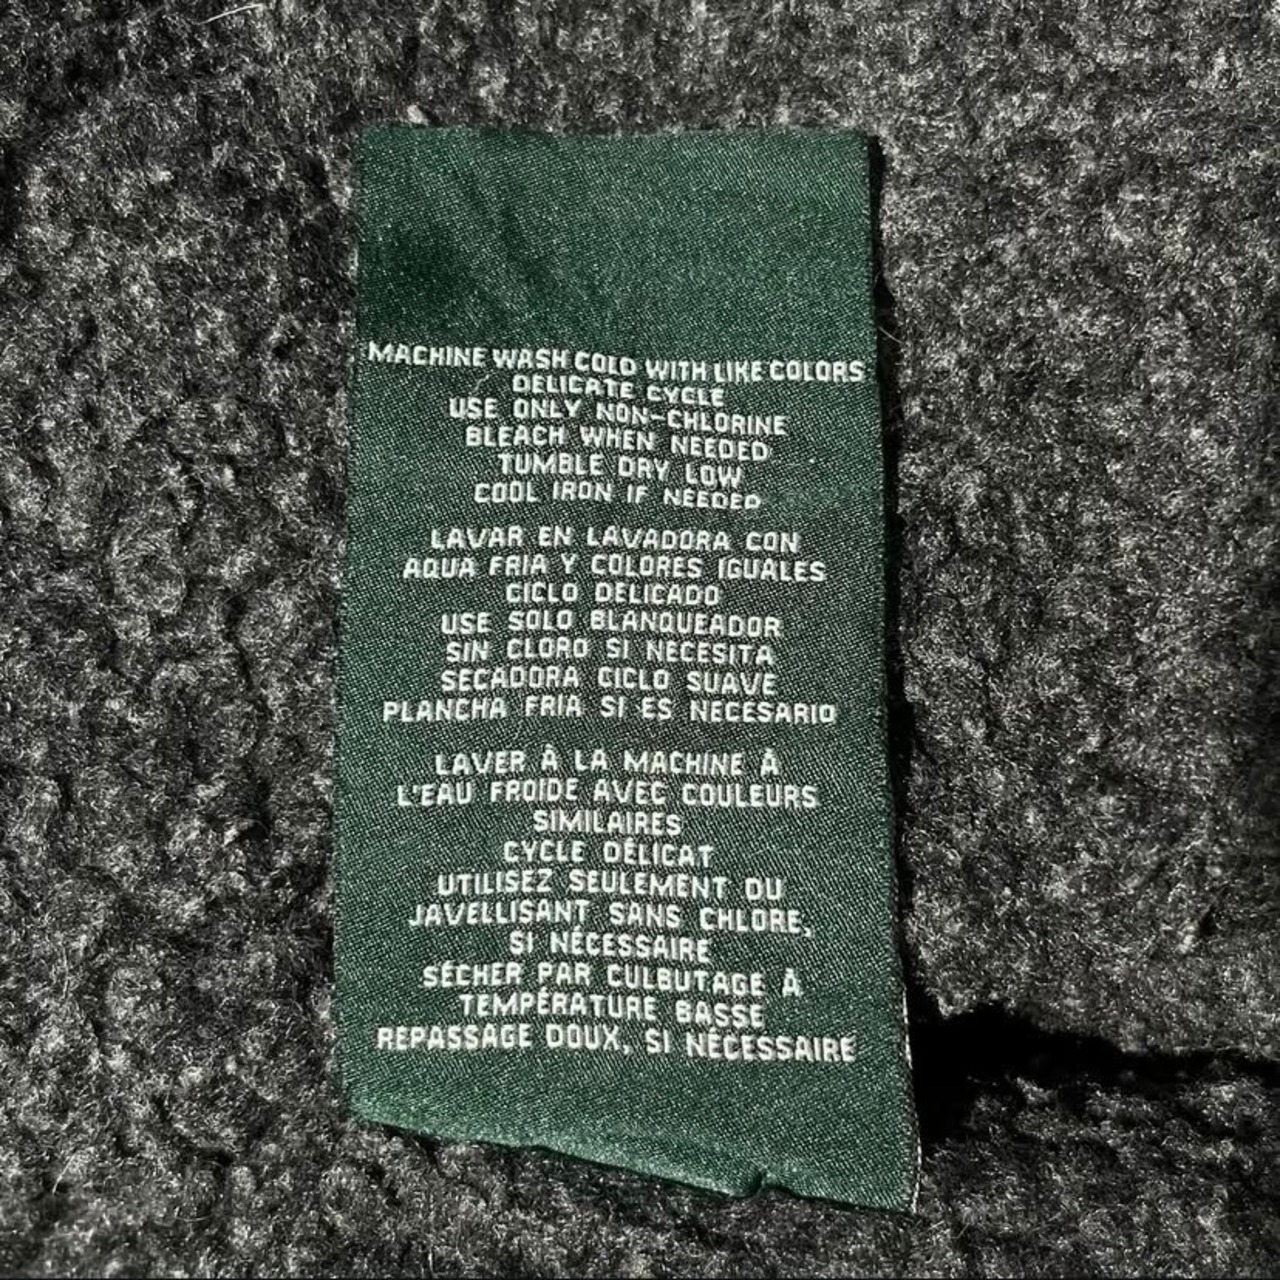 MACHINE WASH COLD WITH LIKE COLORS
DELICATE CYCLE
USE ONLY NON-CHLORINE
BLEACH WHEN NEEDED
TUMBLE DRY LOW
COOL IRON IF NEEDED
LAVAR EN LAVADORA CON
AQUA FRIA Y COLORES IGUALES
CICLO DELICADO
USE SOLO BLANQUEADOR
SIN CLORO SI NECESITA
SECADORA CICLO SUAVE
PLANCHA FRIA SI ES NECESARIO
LAVER À LA MACHINE À
L'EAU FROIDE AVEC COULEURS
SIMILAIRES
CYCLE DÉLICAT
UTILISEZ SEULEMENT DU
JAVELLISANT SANS CHLORE,
SI NÉCESSAIRE
SÉCHER PAR CULBUTAGE À
TEMPÉRATURE BASSE
REPASSAGE DOUX, SI NÉCESSAIRE